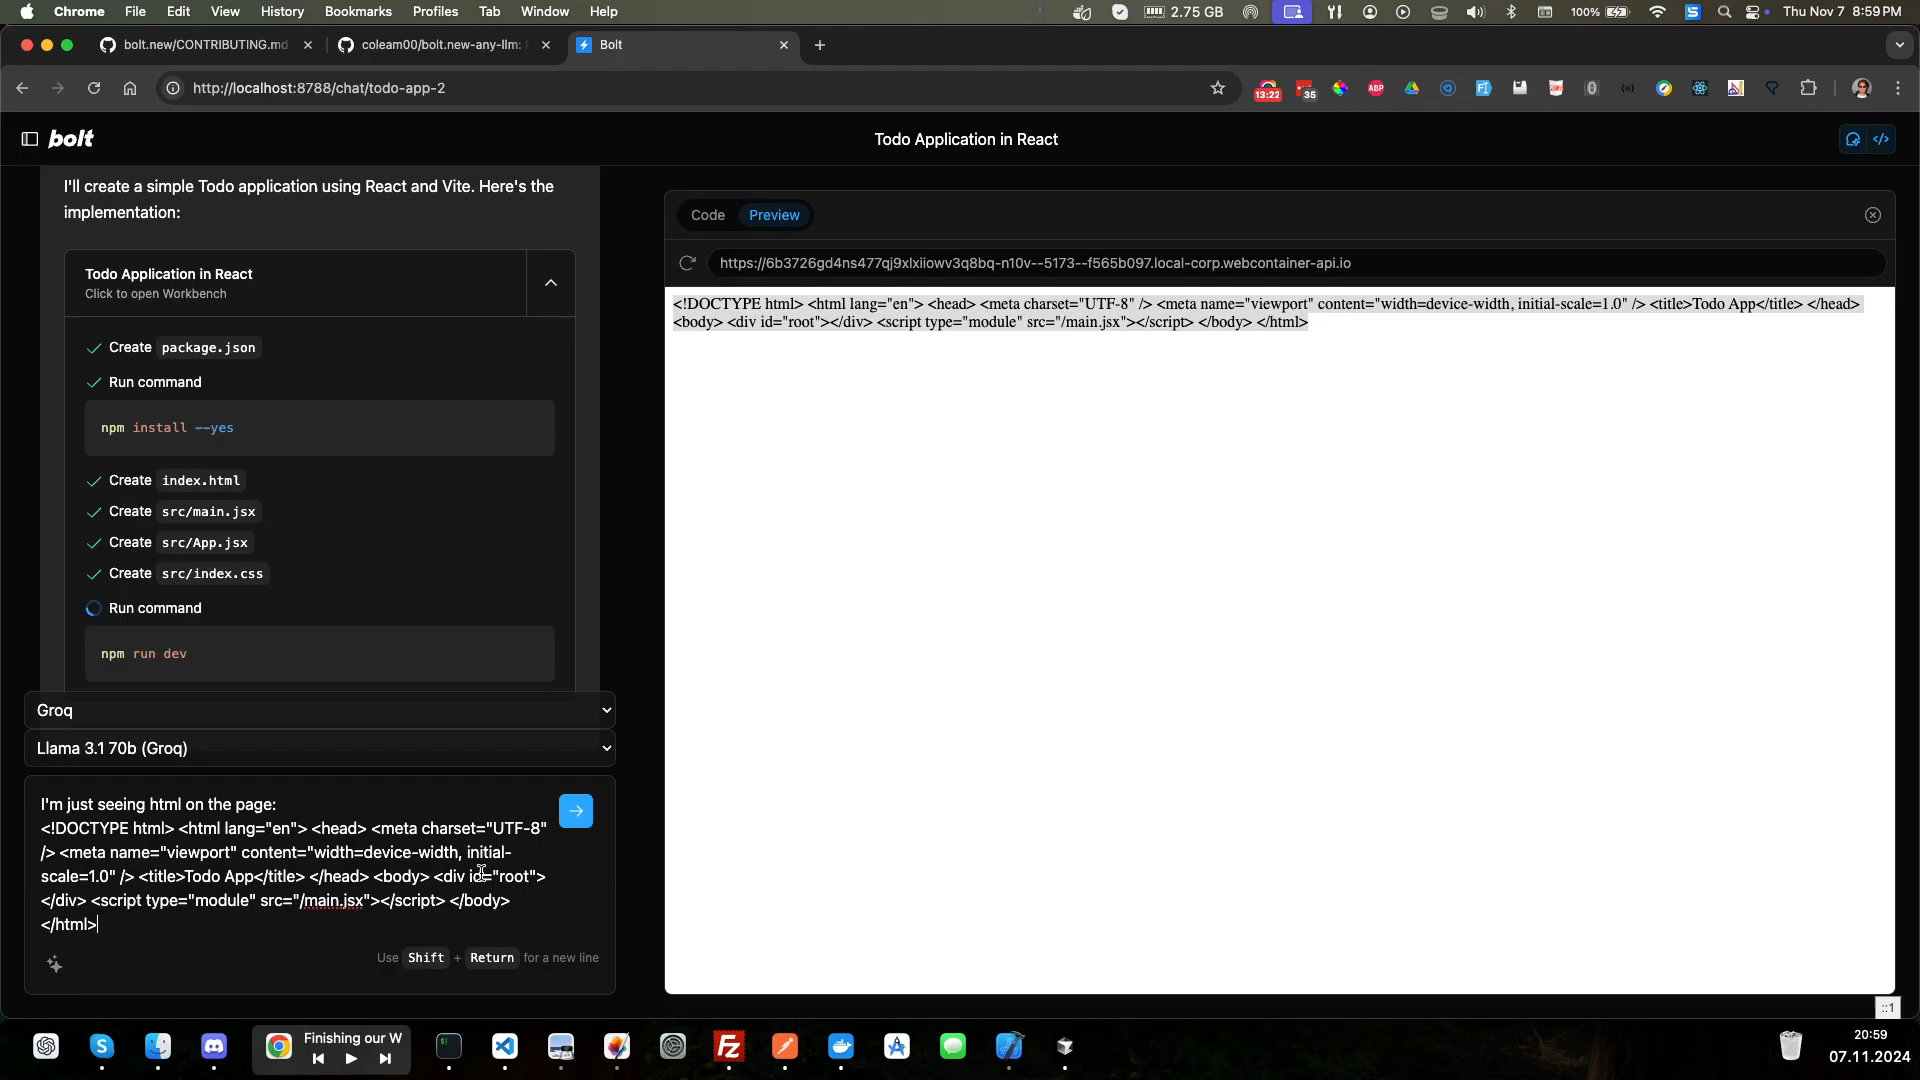 Chrome File Edit View History Bookmarks Profiles Tab Window Help 2.75 GB 100% Thu Nov 7 8:59 PM
bolt.new/CONTRIBUTING.md coleam00/bolt.new-any-llm: Bolt
http://localhost:8788/chat/todo-app-2 13:22 35 ABP
bolt Todo Application in React
I'll create a simple Todo application using React and Vite. Here's the
implementation:
Todo Application in React
Click to open Workbench
Create package.json
Run command
npm install --yes
Create index.html
Create src/main.jsx
Create src/App.jsx
Create src/index.css
Run command
npm run dev
Groq
Llama 3.1 70b (Groq)
I'm just seeing html on the page:
<!DOCTYPE html> <html lang="en"> <head> <meta charset="UTF-8"
/> <meta name="viewport" content="width=device-width, initial-
scale=1.0" /> <title>Todo App</title> </head> <body> <div id="root">
</div> <script type="module" src="/main.jsx"></script> </body>
</html>
Use Shift + Return for a new line
Code Preview
https://6b3726gd4ns477qj9xlxiiowv3q8bq-n10v--5173--f565b097.local-corp.webcontainer-api.io
<!DOCTYPE html> <html lang="en"> <head> <meta charset="UTF-8" /> <meta name="viewport" content="width=device-width, initial-scale=1.0" /> <title>Todo App</title> </head>
<body> <div id="root"></div> <script type="module" src="/main.jsx"></script> </body> </html>
::1
Finishing our W
20:59
07.11.2024